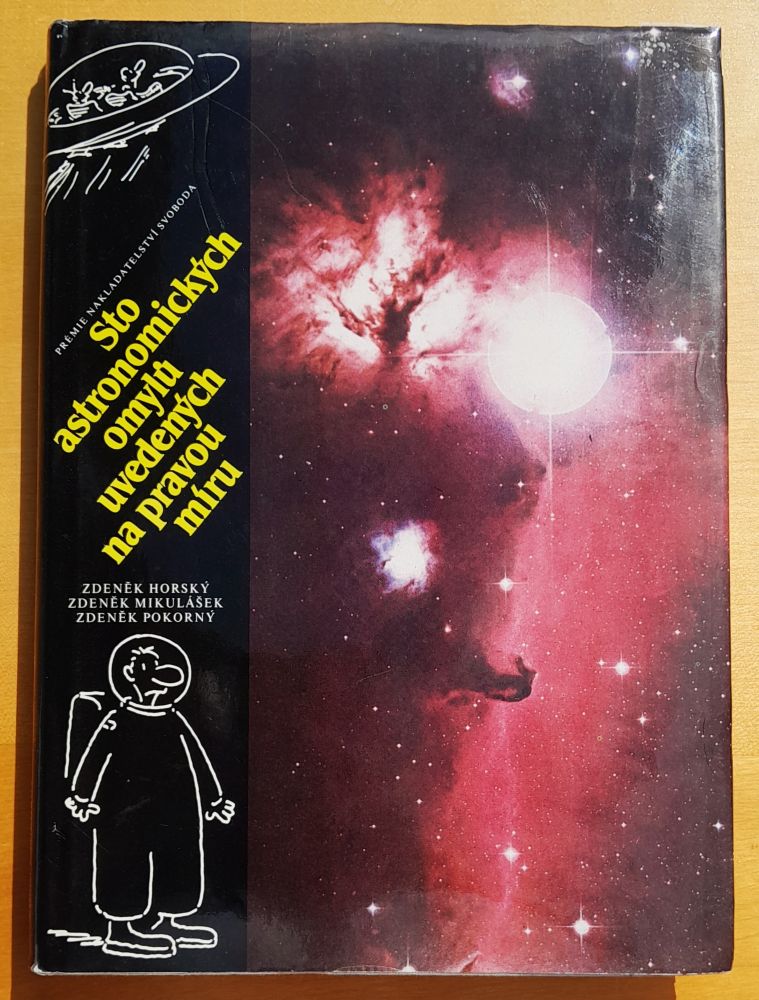 PRÉMIE NAKLADATELSTVÍ SVOBODA
Sto
astronomických
omylů
uvedených
na pravou
míru
ZDENĚK HORSKÝ
ZDENĚK MIKULÁŠEK
ZDENĚK POKORNÝ